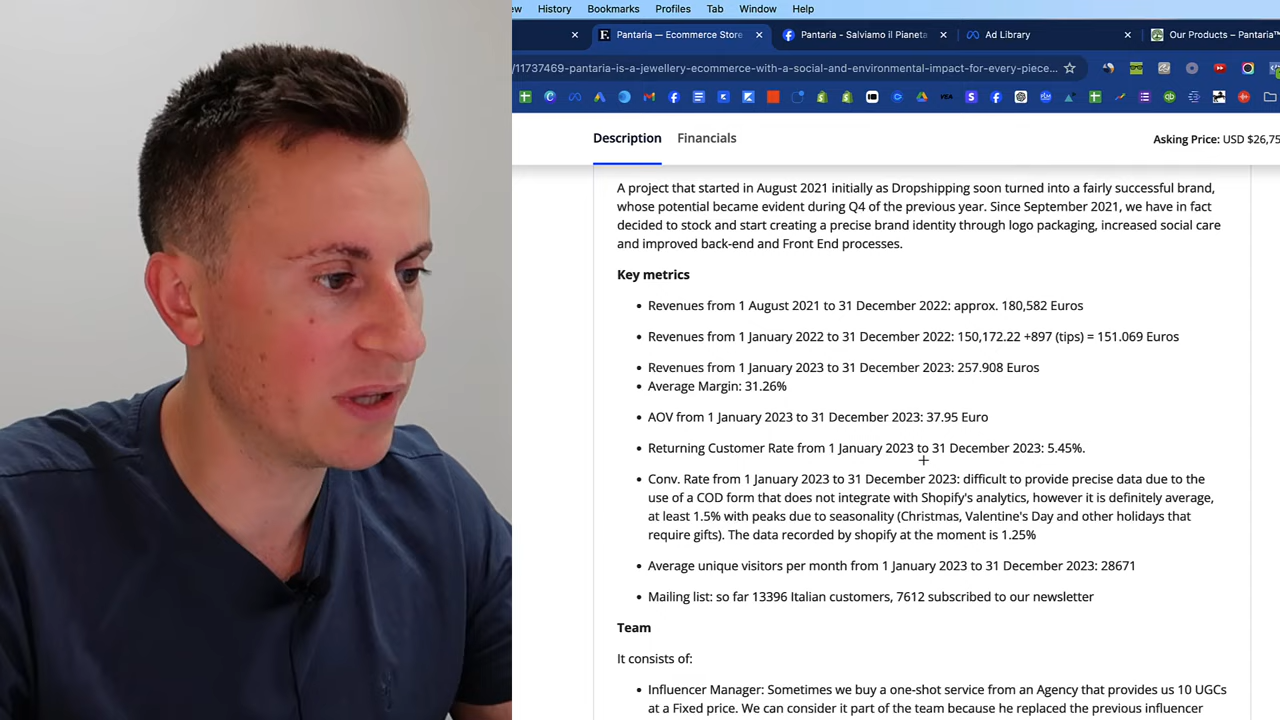 ew History Bookmarks Profiles Tab Window Help
Pantaria — Ecommerce Store
Pantaria - Salviamo il Pianeta
Ad Library
Our Products – Pantaria™
/11737469-pantaria-is-a-jewellery-ecommerce-with-a-social-and-environmental-impact-for-every-piece...
Description Financials
Asking Price: USD $26,75
A project that started in August 2021 initially as Dropshipping soon turned into a fairly successful brand,
whose potential became evident during Q4 of the previous year. Since September 2021, we have in fact
decided to stock and start creating a precise brand identity through logo packaging, increased social care
and improved back-end and Front End processes.
Key metrics
• Revenues from 1 August 2021 to 31 December 2022: approx. 180,582 Euros
• Revenues from 1 January 2022 to 31 December 2022: 150,172.22 +897 (tips) = 151.069 Euros
• Revenues from 1 January 2023 to 31 December 2023: 257.908 Euros
• Average Margin: 31.26%
• AOV from 1 January 2023 to 31 December 2023: 37.95 Euro
• Returning Customer Rate from 1 January 2023 to 31 December 2023: 5.45%.
• Conv. Rate from 1 January 2023 to 31 December 2023: difficult to provide precise data due to the
use of a COD form that does not integrate with Shopify's analytics, however it is definitely average,
at least 1.5% with peaks due to seasonality (Christmas, Valentine's Day and other holidays that
require gifts). The data recorded by shopify at the moment is 1.25%
• Average unique visitors per month from 1 January 2023 to 31 December 2023: 28671
• Mailing list: so far 13396 Italian customers, 7612 subscribed to our newsletter
Team
It consists of:
• Influencer Manager: Sometimes we buy a one-shot service from an Agency that provides us 10 UGCs
at a Fixed price. We can consider it part of the team because he replaced the previous influencer